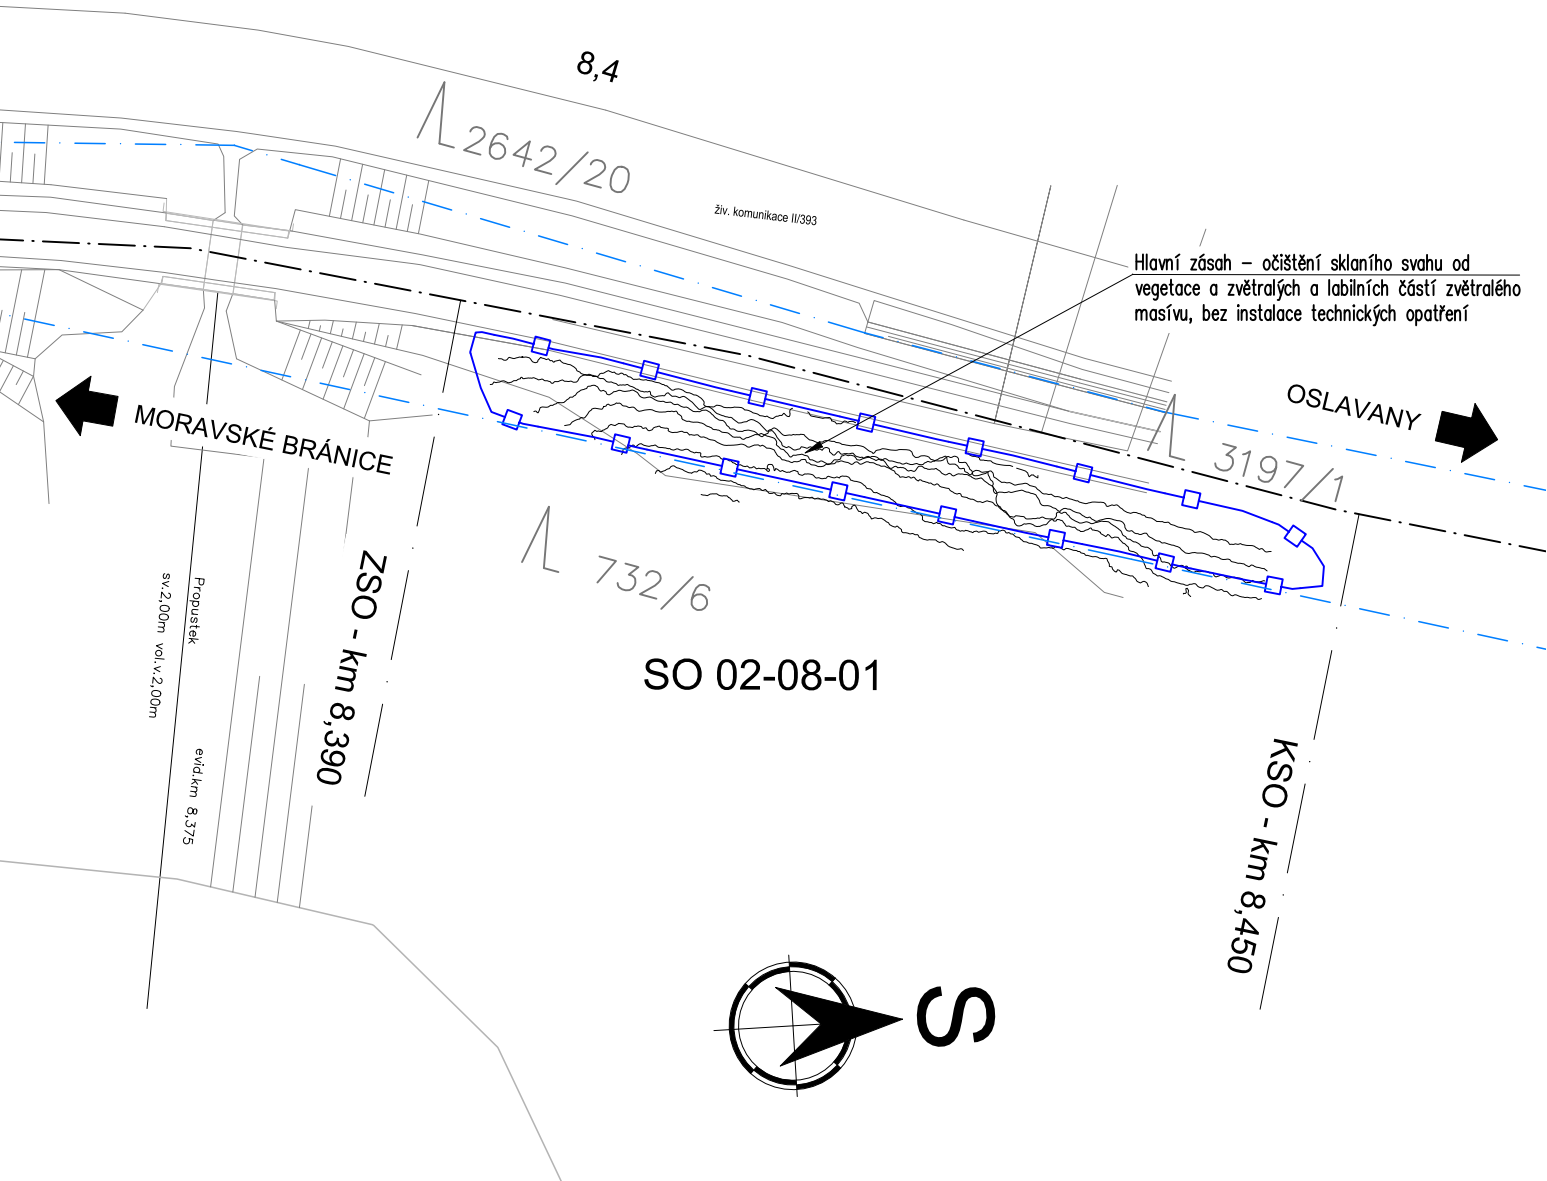 8,4
2642/20
živ. komunikace II/393
Hlavní zásah – očištění sklaního svahu od
vegetace a zvětralých a labilních částí zvětralého
masívu, bez instalace technických opatření
OSLAVANY
MORAVSKÉ BRÁNICE
3197/1
732/6
ZSO - km 8,390
Propustek
sv.2,00m vol.v.2,00m
evid.km 8,375
SO 02-08-01
KSO - km 8,450
S